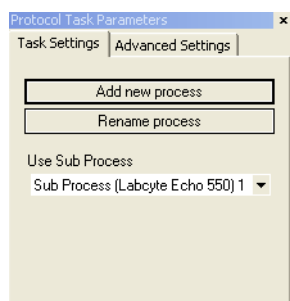 Protocol Task Parameters
Task Settings Advanced Settings
Add new process
Rename process
Use Sub Process
Sub Process (Labcyte Echo 550) 1